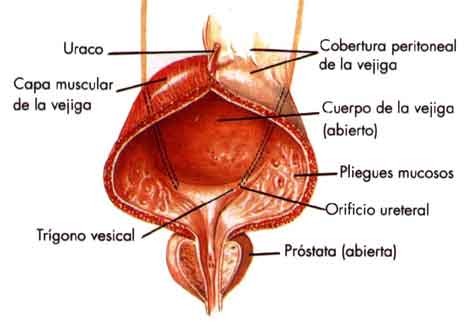 Uraco
Cobertura peritoneal
de la vejiga
Capa muscular
de la vejiga
Cuerpo de la vejiga
(abierto)
Pliegues mucosos
Orificio ureteral
Trígono vesical
Próstata (abierta)